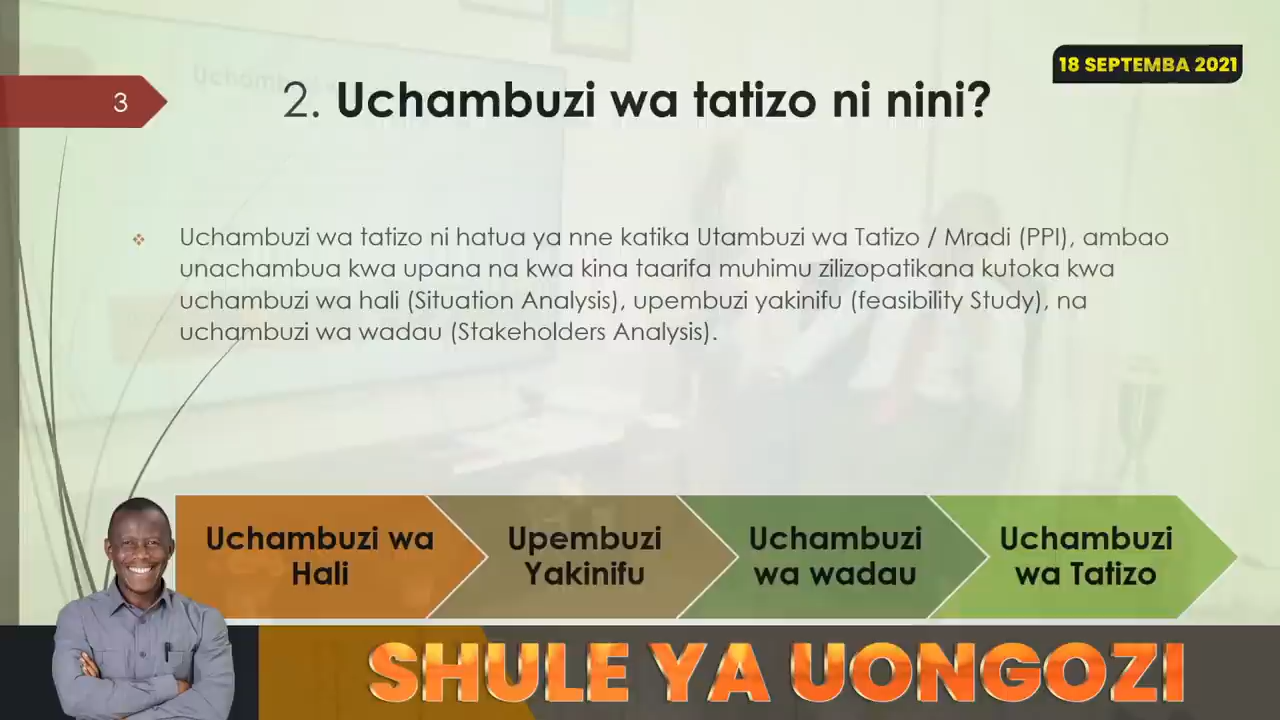 18 SEPTEMBA 2021
3
2. Uchambuzi wa tatizo ni nini?
Uchambuzi wa tatizo ni hatua ya nne katika Utambuzi wa Tatizo / Mradi (PPI), ambao
unachambua kwa upana na kwa kina taarifa muhimu zilizopatikana kutoka kwa
uchambuzi wa hali (Situation Analysis), upembuzi yakinifu (feasibility Study), na
uchambuzi wa wadau (Stakeholders Analysis).
Uchambuzi wa
Hali
Upembuzi
Yakinifu
Uchambuzi
wa wadau
Uchambuzi
wa Tatizo
SHULE YA UONGOZI